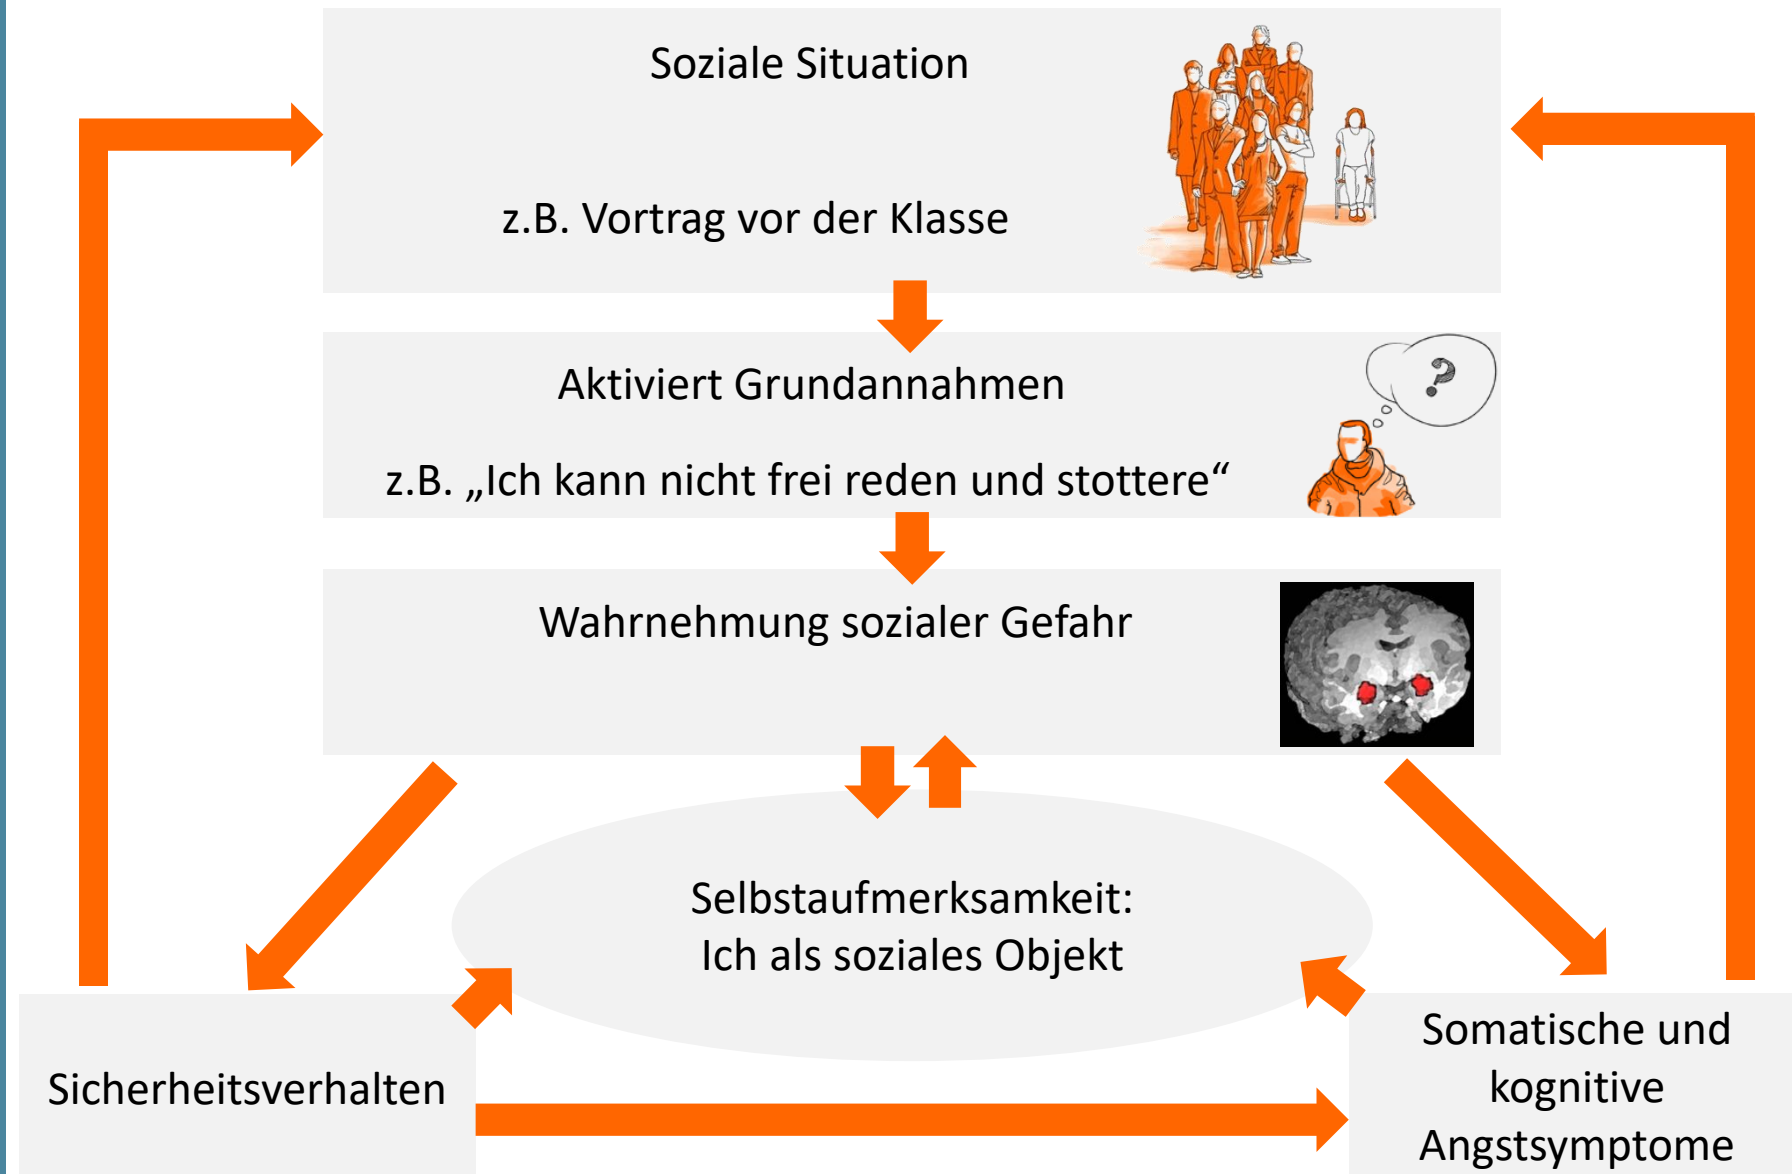 Soziale Situation
z.B. Vortrag vor der Klasse
?
Aktiviert Grundannahmen
z.B. „Ich kann nicht frei reden und stottere“
Wahrnehmung sozialer Gefahr
Selbstaufmerksamkeit:
Ich als soziales Objekt
Sicherheitsverhalten
Somatische und
kognitive
Angstsymptome